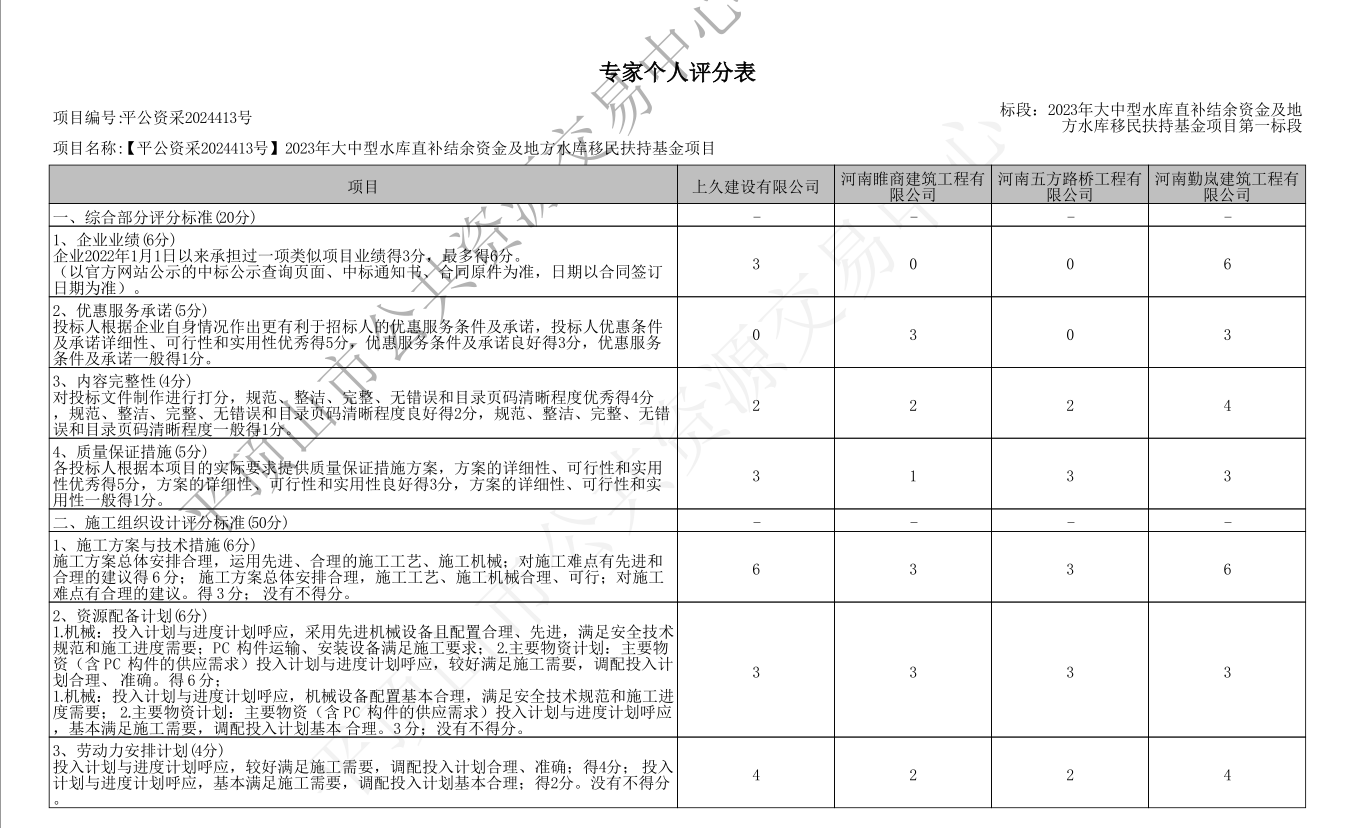 专家个人评分表
项目编号:平公资采2024413号
标段：2023年大中型水库直补结余资金及地
方水库移民扶持基金项目第一标段
项目名称:【平公资采2024413号】2023年大中型水库直补结余资金及地方水库移民扶持基金项目
项目
上久建设有限公司
河南睢商建筑工程有
限公司
河南五方路桥工程有
限公司
河南勤岚建筑工程有
限公司
一、综合部分评分标准(20分)
－ － － －
1、企业业绩(6分)
企业2022年1月1日以来承担过一项类似项目业绩得3分，最多得6分。
（以官方网站公示的中标公示查询页面、中标通知书、合同原件为准，日期以合同签订
日期为准）。
3 0 0 6
2、优惠服务承诺(5分)
投标人根据企业自身情况作出更有利于招标人的优惠服务条件及承诺，投标人优惠条件
及承诺详细性、可行性和实用性优秀得5分，优惠服务条件及承诺良好得3分，优惠服务
条件及承诺一般得1分。
0 3 0 3
3、内容完整性(4分)
对投标文件制作进行打分，规范、整洁、完整、无错误和目录页码清晰程度优秀得4分
，规范、整洁、完整、无错误和目录页码清晰程度良好得2分，规范、整洁、完整、无错
误和目录页码清晰程度一般得1分。
2 2 2 4
4、质量保证措施(5分)
各投标人根据本项目的实际要求提供质量保证措施方案，方案的详细性、可行性和实用
性优秀得5分，方案的详细性、可行性和实用性良好得3分，方案的详细性、可行性和实
用性一般得1分。
3 1 3 3
二、施工组织设计评分标准(50分)
－ － － －
1、施工方案与技术措施(6分)
施工方案总体安排合理，运用先进、合理的施工工艺、施工机械；对施工难点有先进和
合理的建议得 6 分； 施工方案总体安排合理，施工工艺、施工机械合理、可行；对施工
难点有合理的建议。得 3 分； 没有不得分。
6 3 3 6
2、资源配备计划(6分)
1.机械：投入计划与进度计划呼应，采用先进机械设备且配置合理、先进，满足安全技术
规范和施工进度需要；PC 构件运输、安装设备满足施工要求； 2.主要物资计划：主要物
资（含 PC 构件的供应需求）投入计划与进度计划呼应，较好满足施工需要，调配投入计
划合理、 准确。得 6 分；
1.机械：投入计划与进度计划呼应，机械设备配置基本合理，满足安全技术规范和施工进
度需要； 2.主要物资计划：主要物资（含 PC 构件的供应需求）投入计划与进度计划呼应
，基本满足施工需要，调配投入计划基本 合理。3 分；没有不得分。
3 3 3 3
3、劳动力安排计划(4分)
投入计划与进度计划呼应，较好满足施工需要，调配投入计划合理、准确；得4分； 投入
计划与进度计划呼应，基本满足施工需要，调配投入计划基本合理；得2分。没有不得分
。
4 2 2 4
平顶山市公共资源交易中心
平顶山市公共资源交易中心